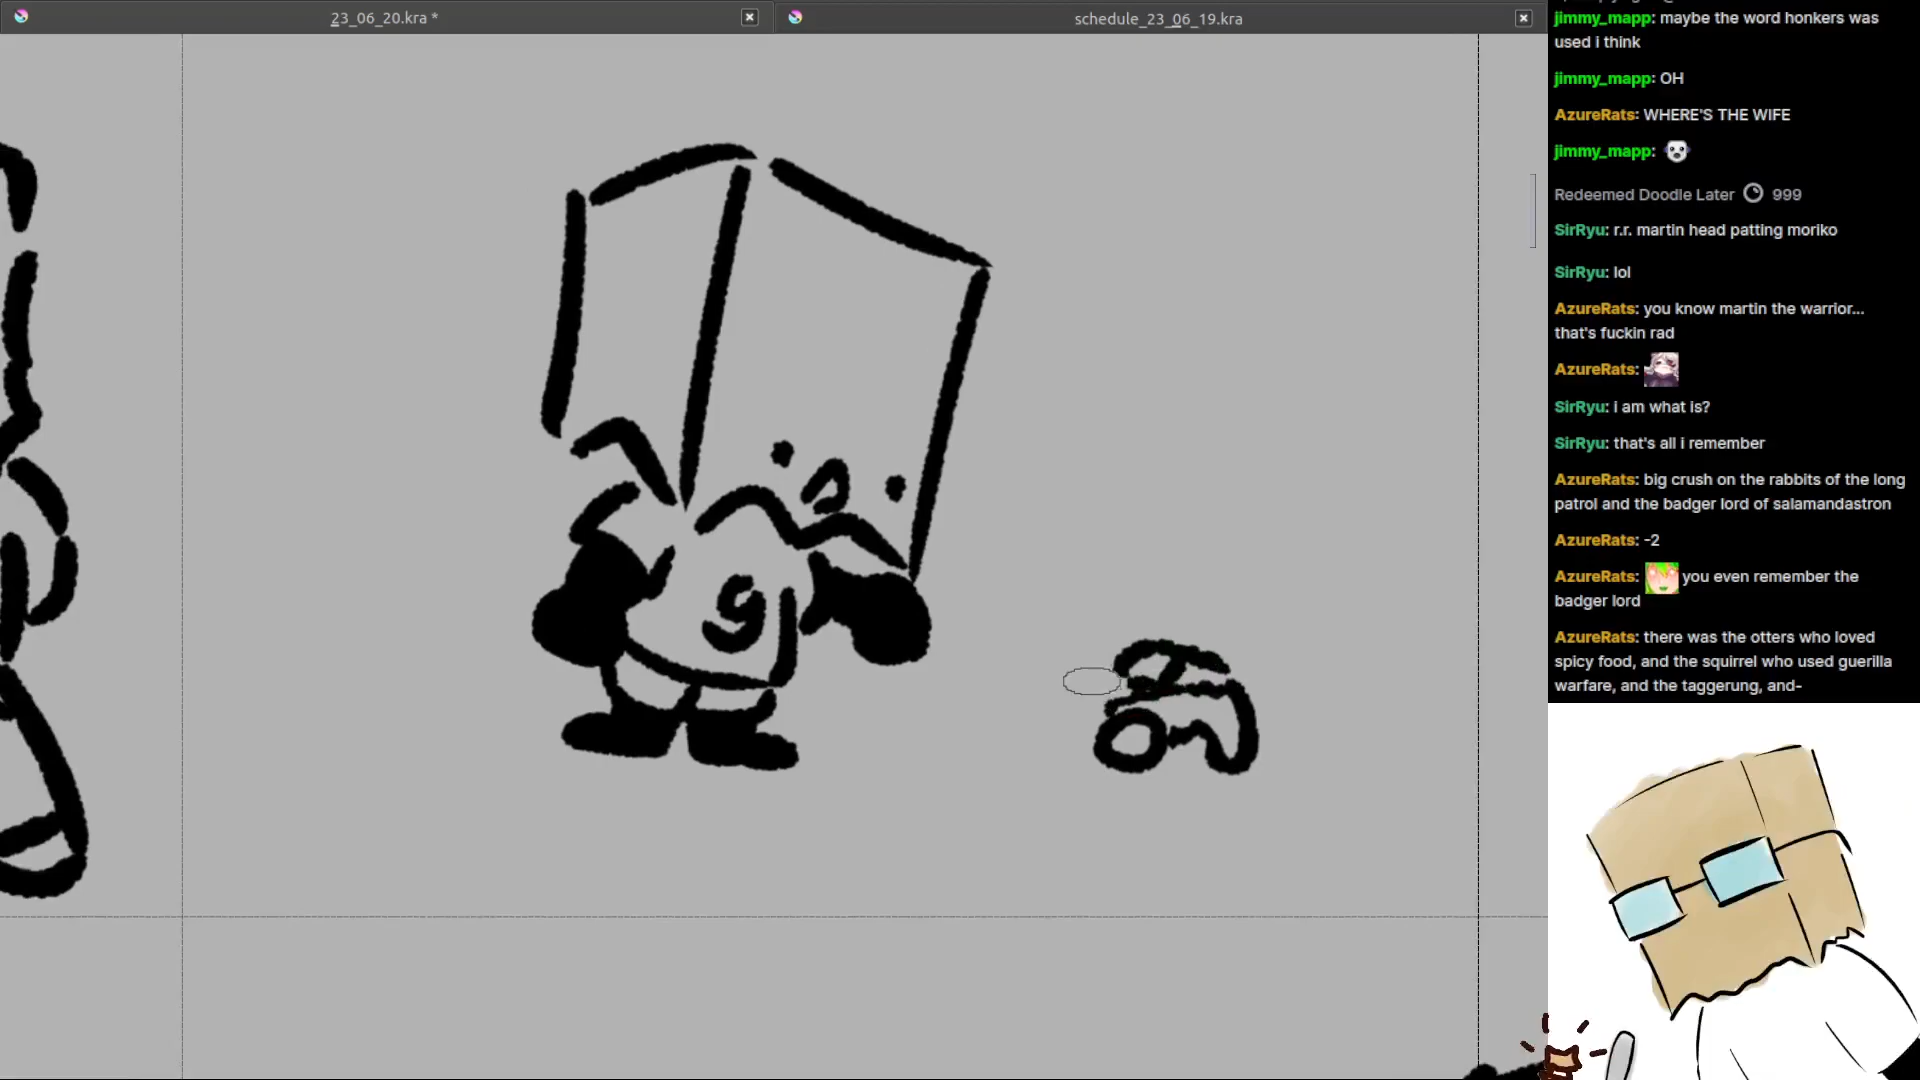 23_06_20.kra *
schedule_23_06_19.kra
jimmy_mapp: maybe the word honkers was
used i think
jimmy_mapp: OH
AzureRats: WHERE'S THE WIFE
jimmy_mapp:
Redeemed Doodle Later 999
SirRyu: r.r. martin head patting moriko
SirRyu: lol
AzureRats: you know martin the warrior...
that's fuckin rad
AzureRats:
SirRyu: i am what is?
SirRyu: that's all i remember
AzureRats: big crush on the rabbits of the long
patrol and the badger lord of salamandastron
AzureRats: -2
AzureRats: you even remember the
badger lord
AzureRats: there was the otters who loved
spicy food, and the squirrel who used guerilla
warfare, and the taggerung, and-
9